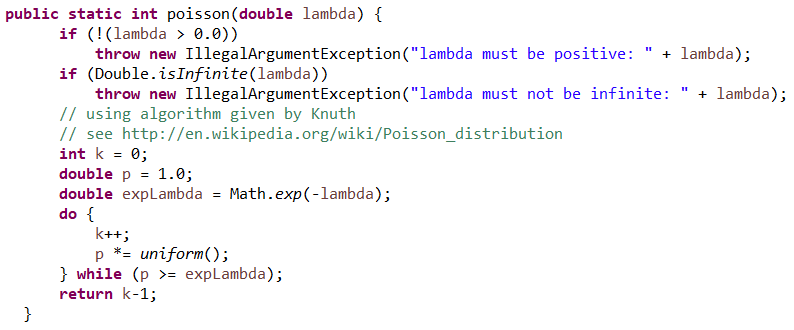 public static int poisson(double lambda) {
if (!(lambda > 0.0))
throw new IllegalArgumentException("lambda must be positive: " + lambda);
if (Double.isInfinite(lambda))
throw new IllegalArgumentException("lambda must not be infinite: " + lambda);
// using algorithm given by Knuth
// see http://en.wikipedia.org/wiki/Poisson_distribution
int k = 0;
double p = 1.0;
double expLambda = Math.exp(-lambda);
do {
k++;
p *= uniform();
} while (p >= expLambda);
return k-1;
}